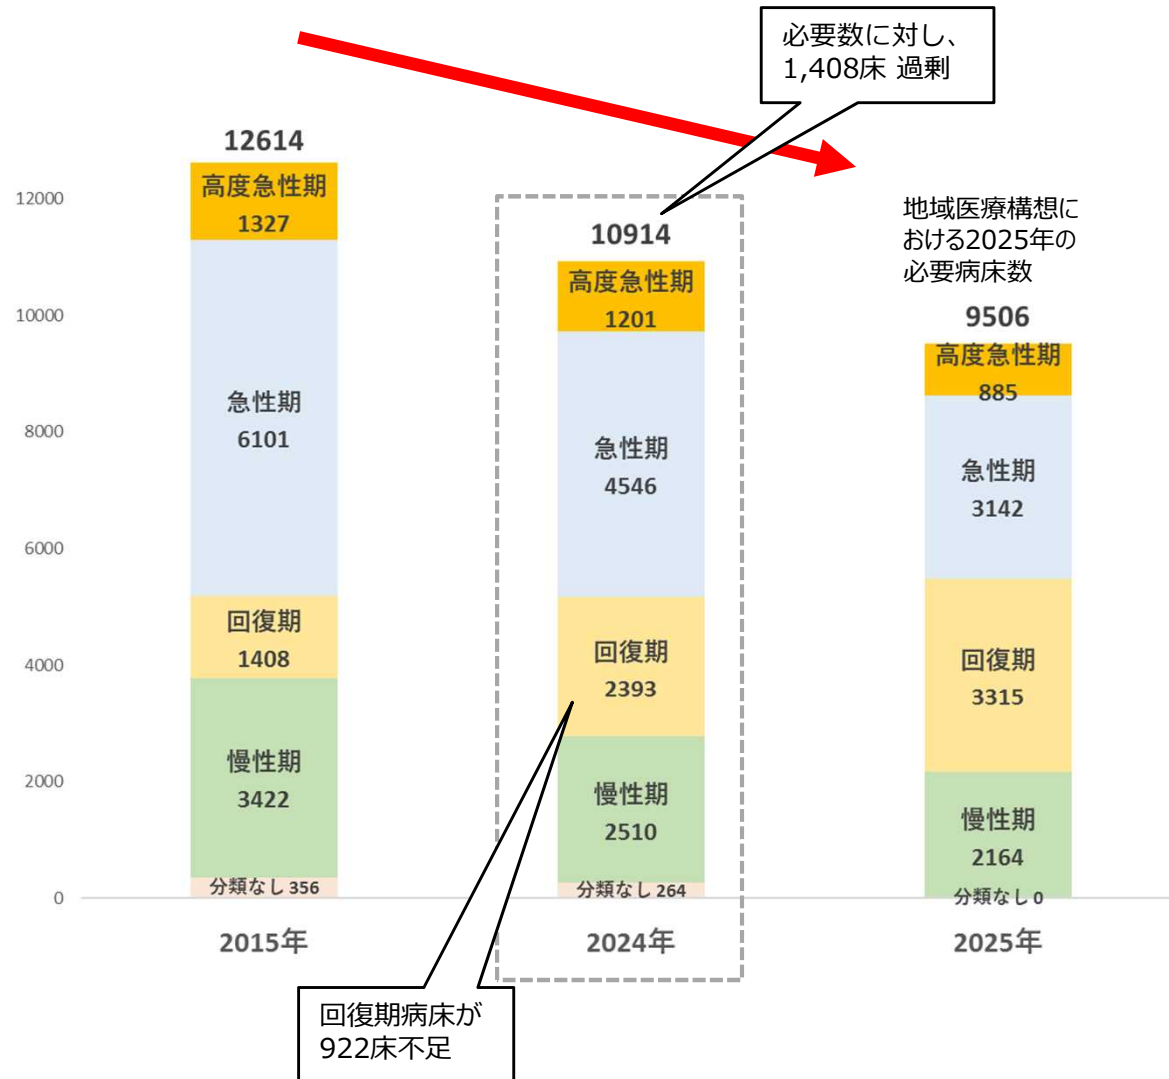 必要数に対し、
1,408床 過剰
12614
高度急性期
1327
急性期
6101
回復期
1408
慢性期
3422
分類なし 356
2015年
10914
高度急性期
1201
急性期
4546
回復期
2393
慢性期
2510
分類なし 264
2024年
地域医療構想に
おける2025年の
必要病床数
9506
高度急性期
885
急性期
3142
回復期
3315
慢性期
2164
分類なし 0
2025年
12000
10000
8000
6000
4000
2000
0
回復期病床が
922床不足